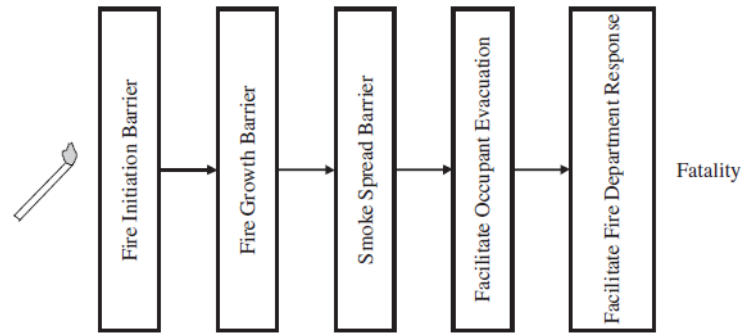 Fire Initiation Barrier
Fire Growth Barrier
Smoke Spread Barrier
Facilitate Occupant Evacuation
Facilitate Fire Department Response
Fatality